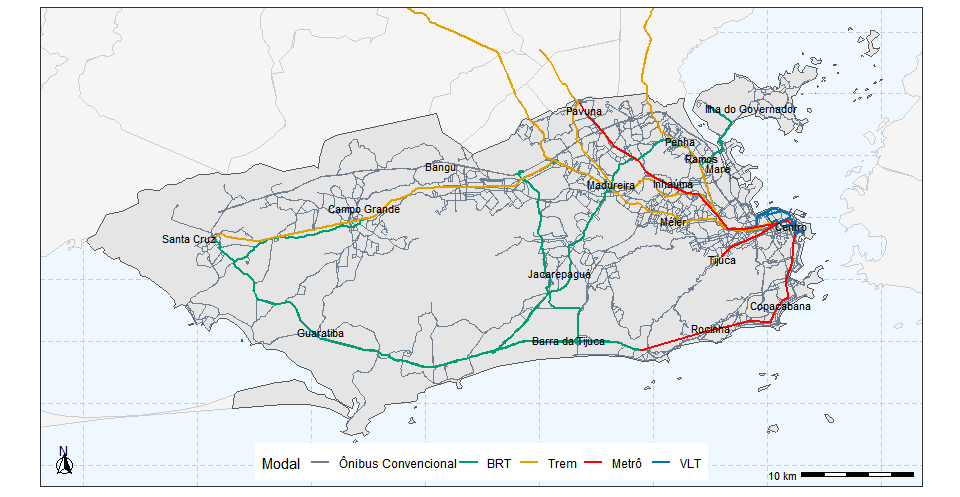 Ilha do Governador
Pavuna
Penha
Ramos
Maré
Bangu
Madureira
Inhaúma
Campo Grande
Méier
Centro
Santa Cruz
Tijuca
Jacarepaguá
Copacabana
Rocinha
Guaratiba
Barra da Tijuca
N
Modal Ônibus Convencional BRT Trem Metrô VLT
10 km